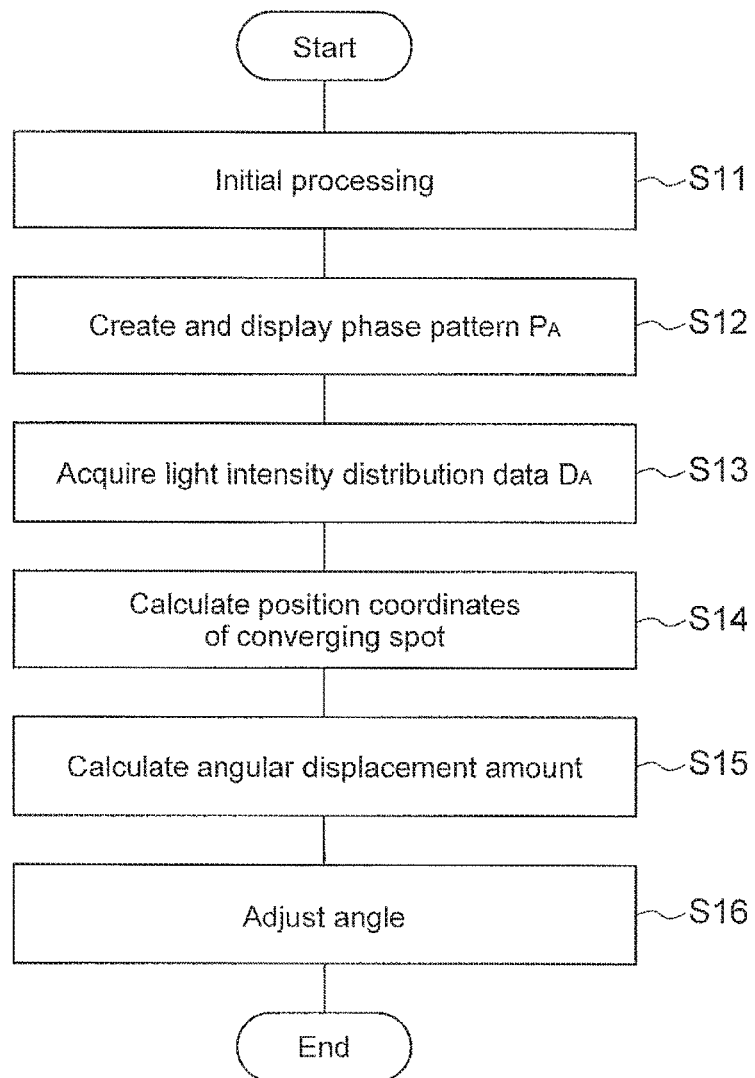 Start
Initial processing
S11
Create and display phase pattern PA
S12
Acquire light intensity distribution data DA
S13
Calculate position coordinates
of converging spot
S14
Calculate angular displacement amount
S15
Adjust angle
S16
End